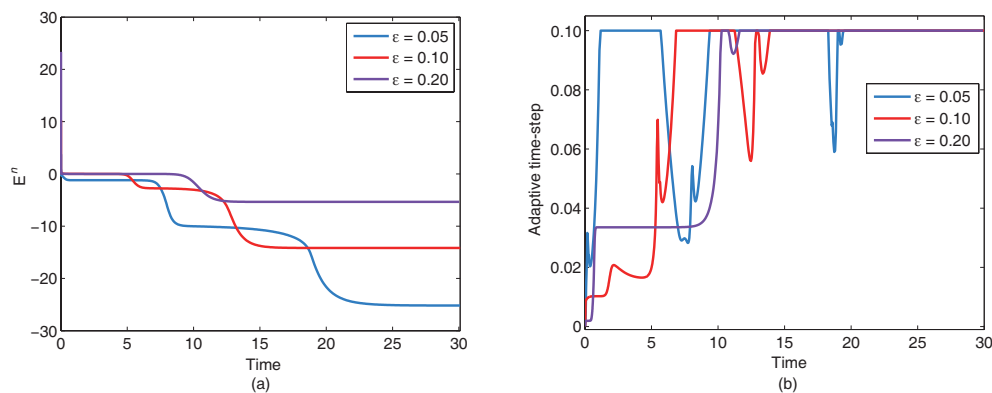 30
20
10
0
−10
−20
−30
E^n
0 5 10 15 20 25 30
Time
(a)
ε = 0.05
ε = 0.10
ε = 0.20
0.10
0.08
0.06
0.04
0.02
0
Adaptive time-step
0 5 10 15 20 25 30
Time
(b)
ε = 0.05
ε = 0.10
ε = 0.20